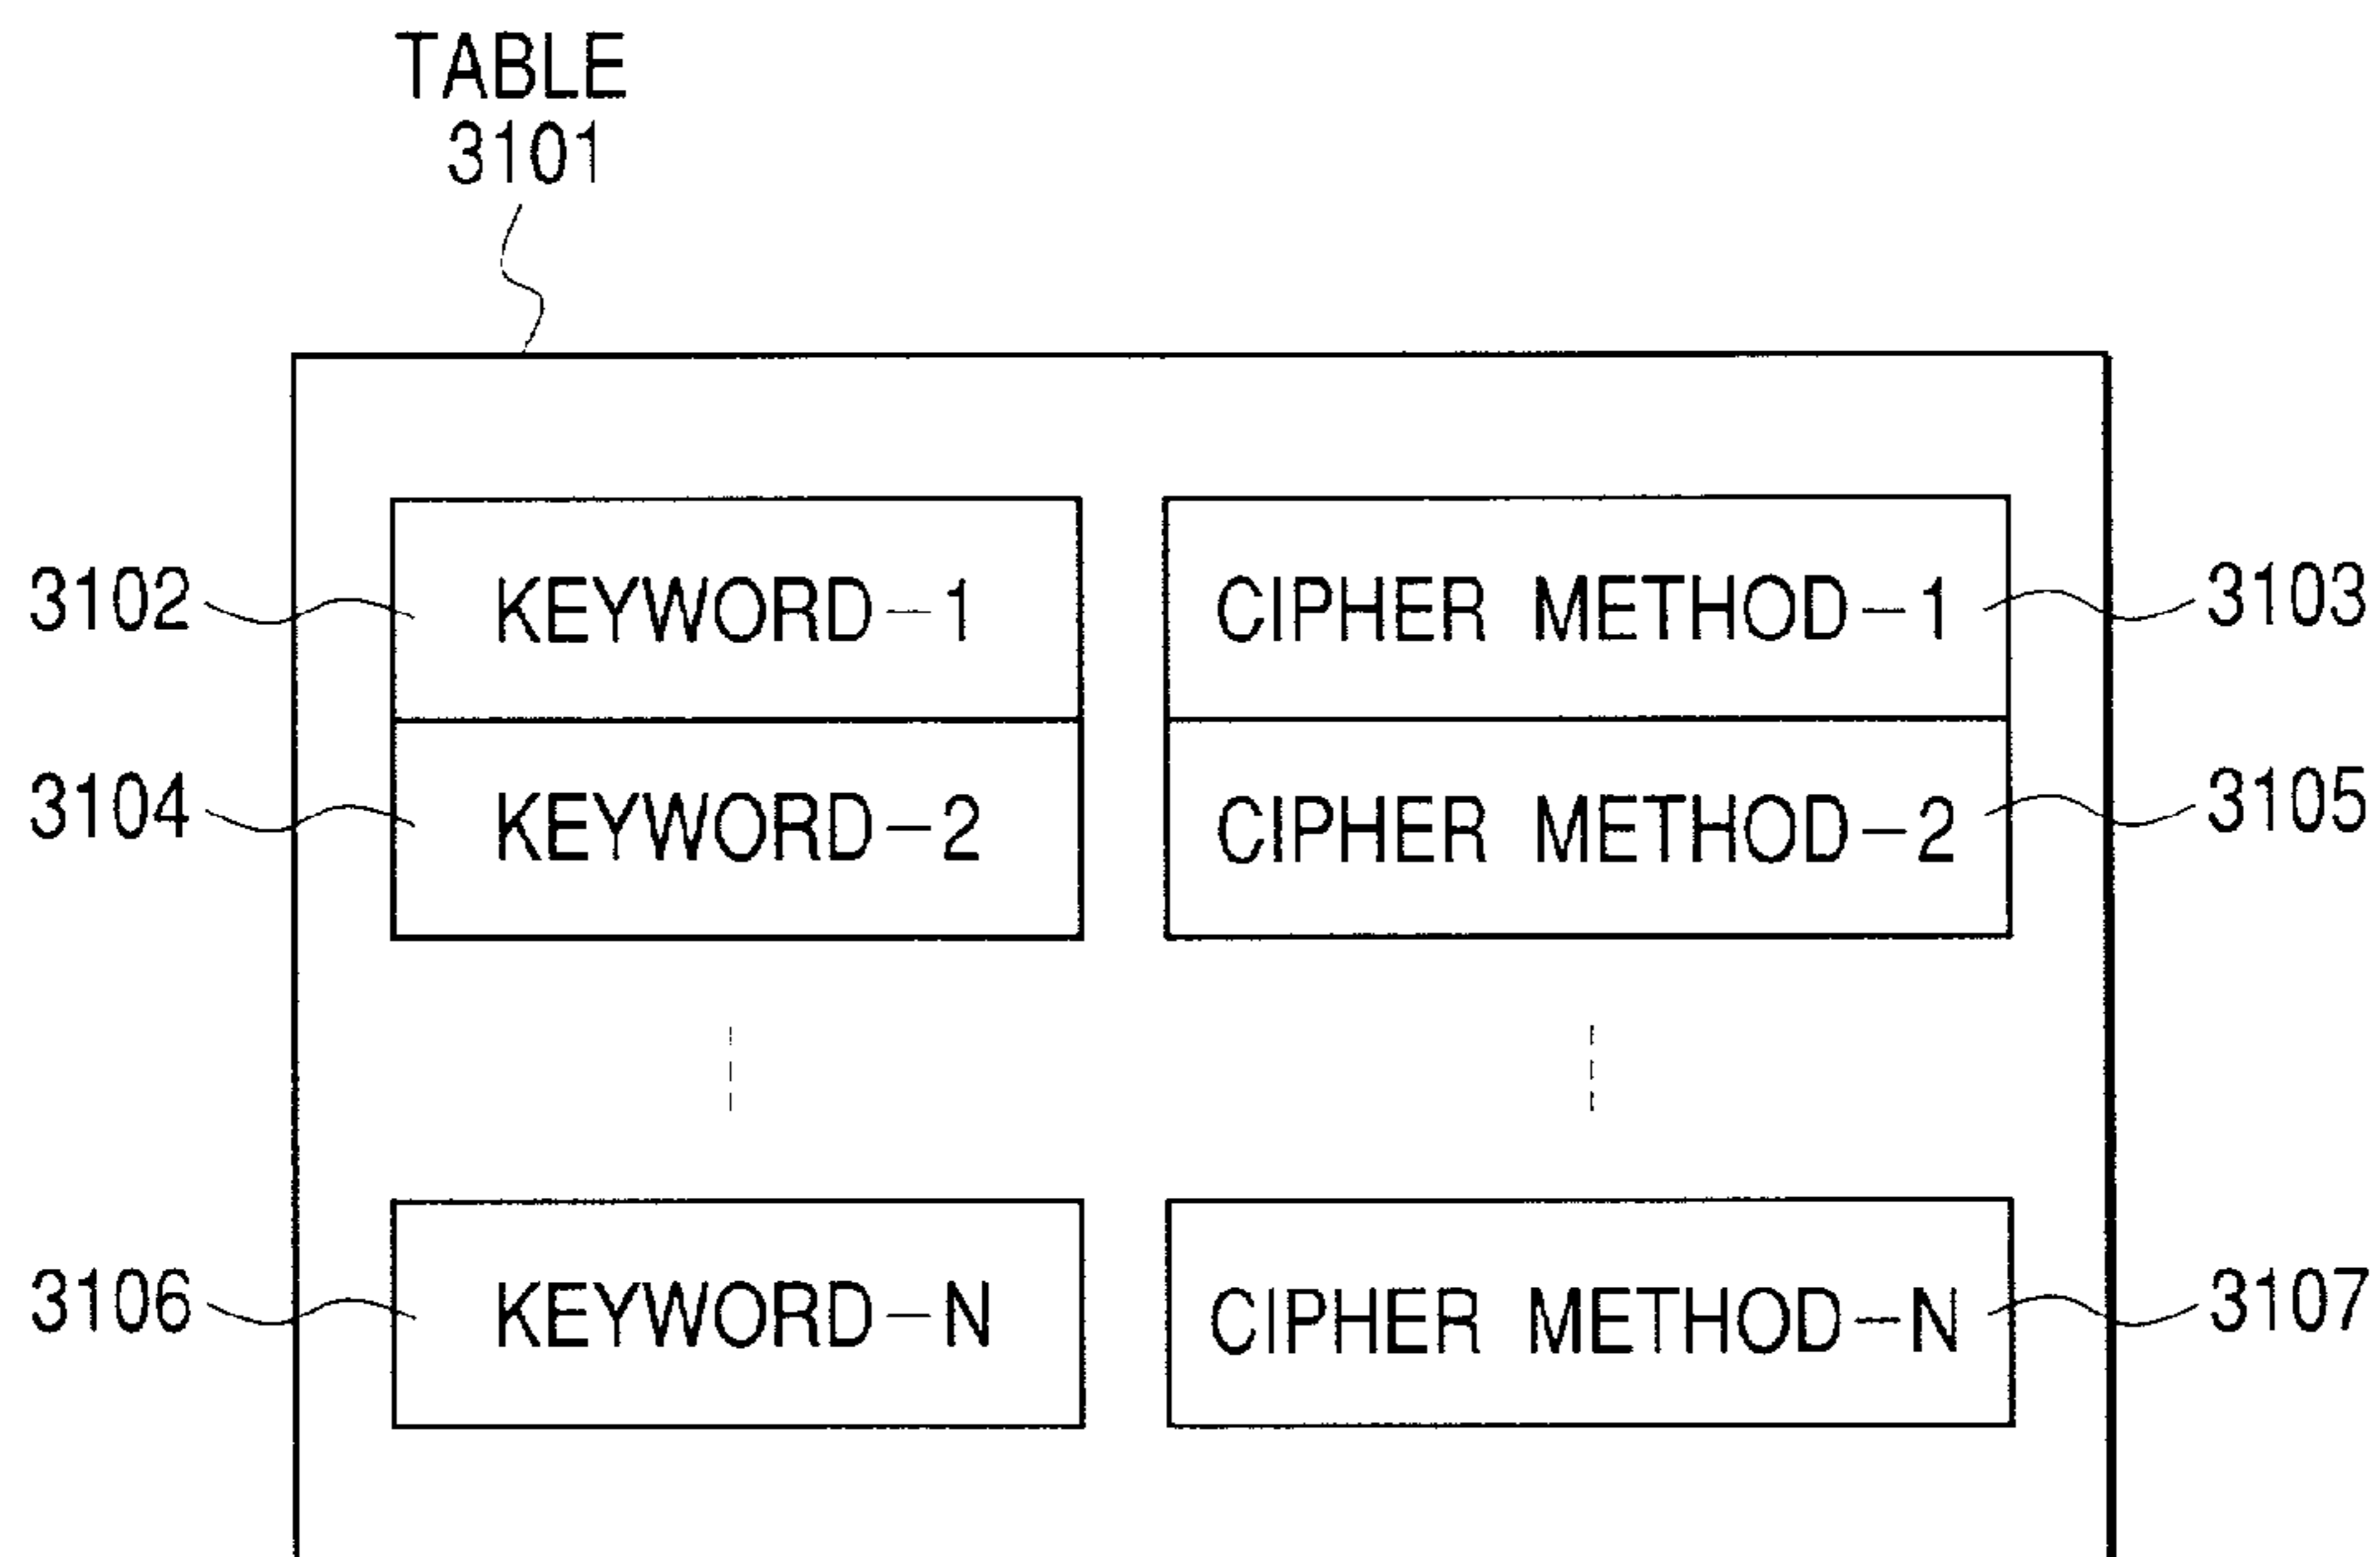 TABLE
3101
3102 KEYWORD-1 CIPHER METHOD-1 3103
3104 KEYWORD-2 CIPHER METHOD-2 3105
3106 KEYWORD-N CIPHER METHOD-N 3107